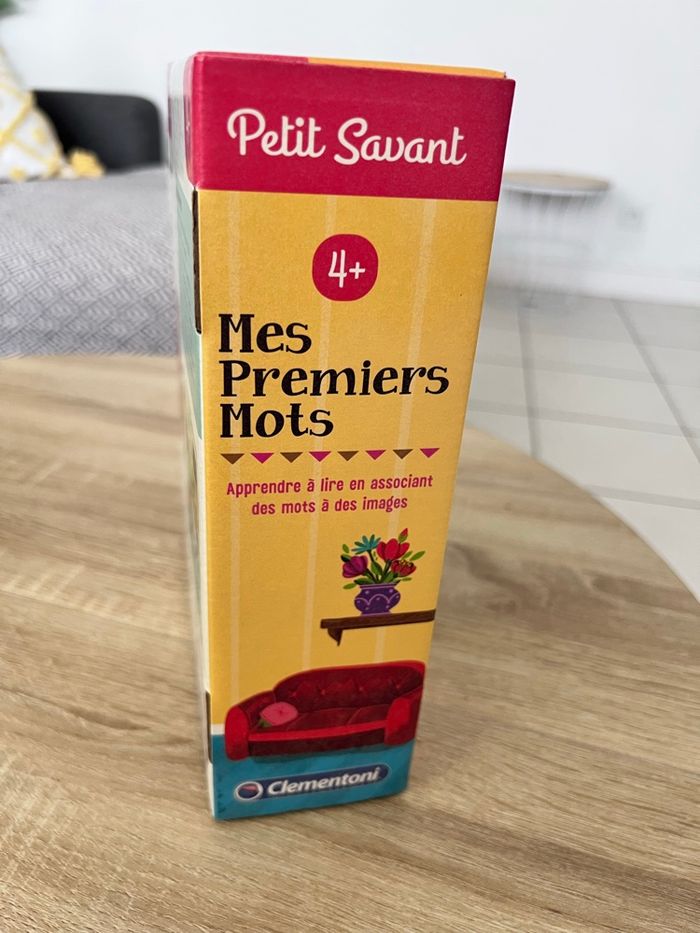 Petit Savant
4+
Mes
Premiers
Mots
Apprendre à lire en associant
des mots à des images
Clementoni